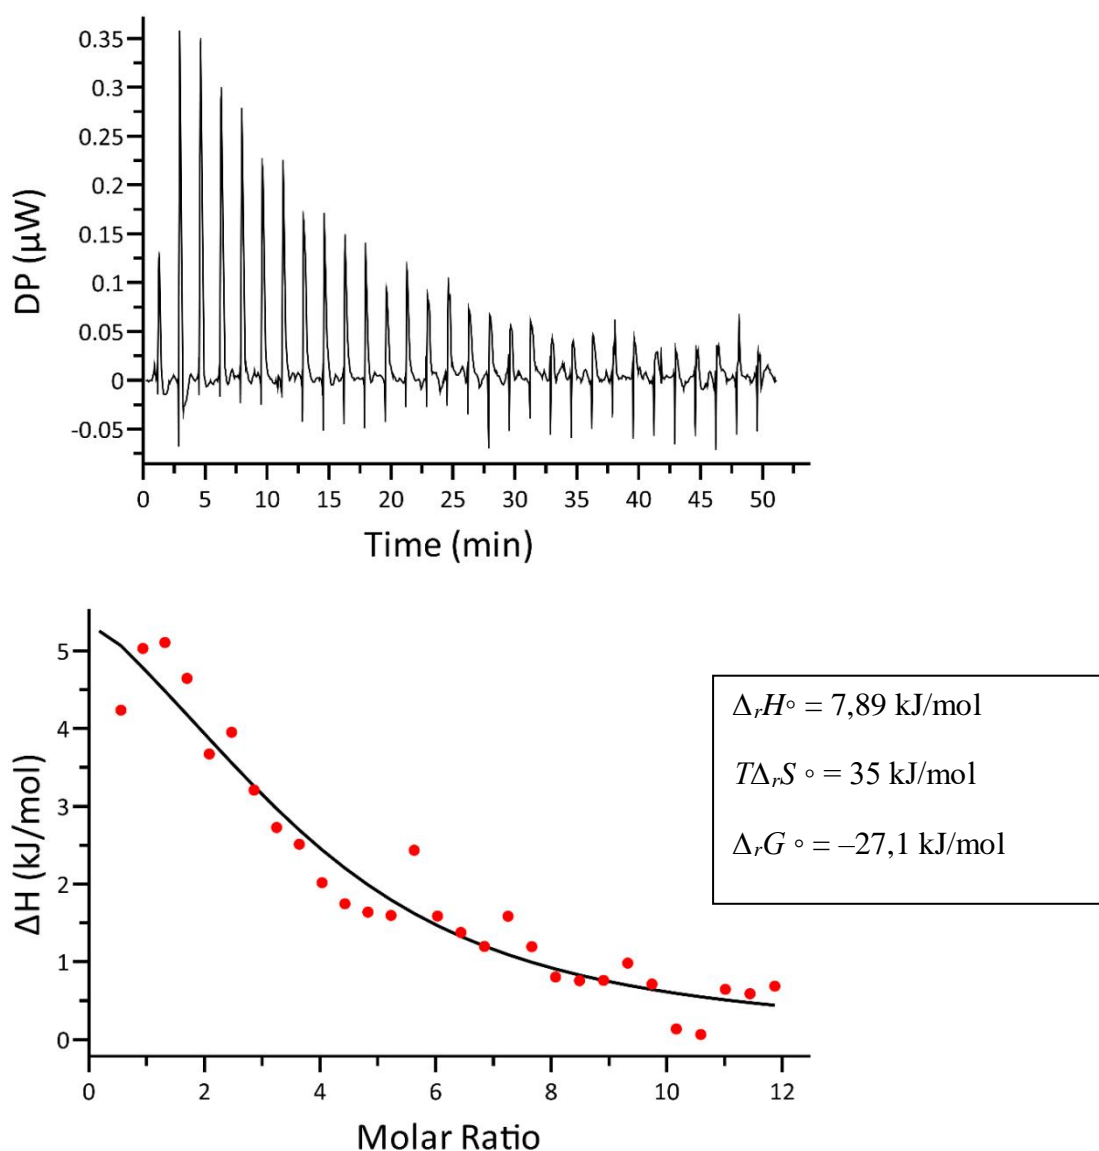 0.35
0.3
0.25
0.2
0.15
0.1
0.05
0
-0.05
DP (µW)
0 5 10 15 20 25 30 35 40 45 50
Time (min)
5
4
3
2
1
0
ΔH (kJ/mol)
0 2 4 6 8 10 12
Molar Ratio
ΔrH° = 7,89 kJ/mol
TΔrS ° = 35 kJ/mol
ΔrG ° = –27,1 kJ/mol